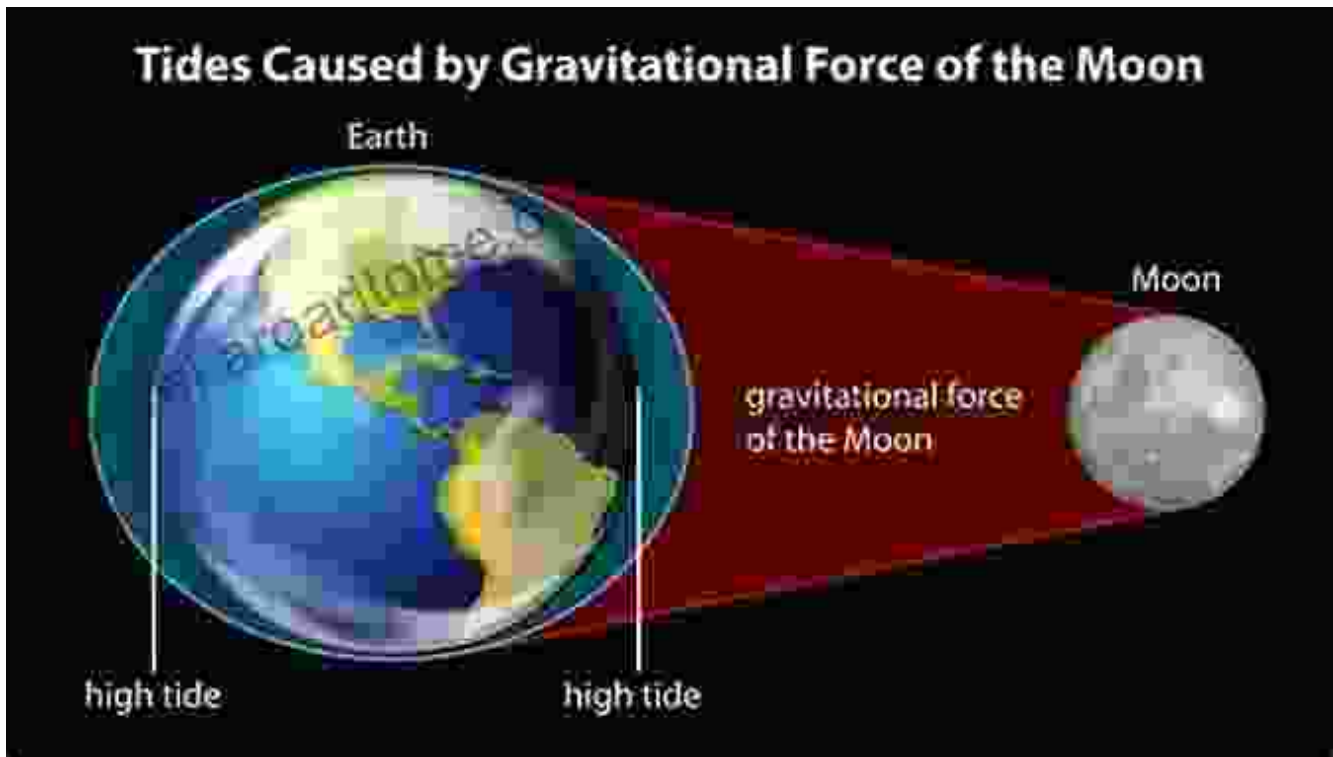 Tides Caused by Gravitational Force of the Moon
Earth
Moon
gravitational force
of the Moon
high tide
high tide